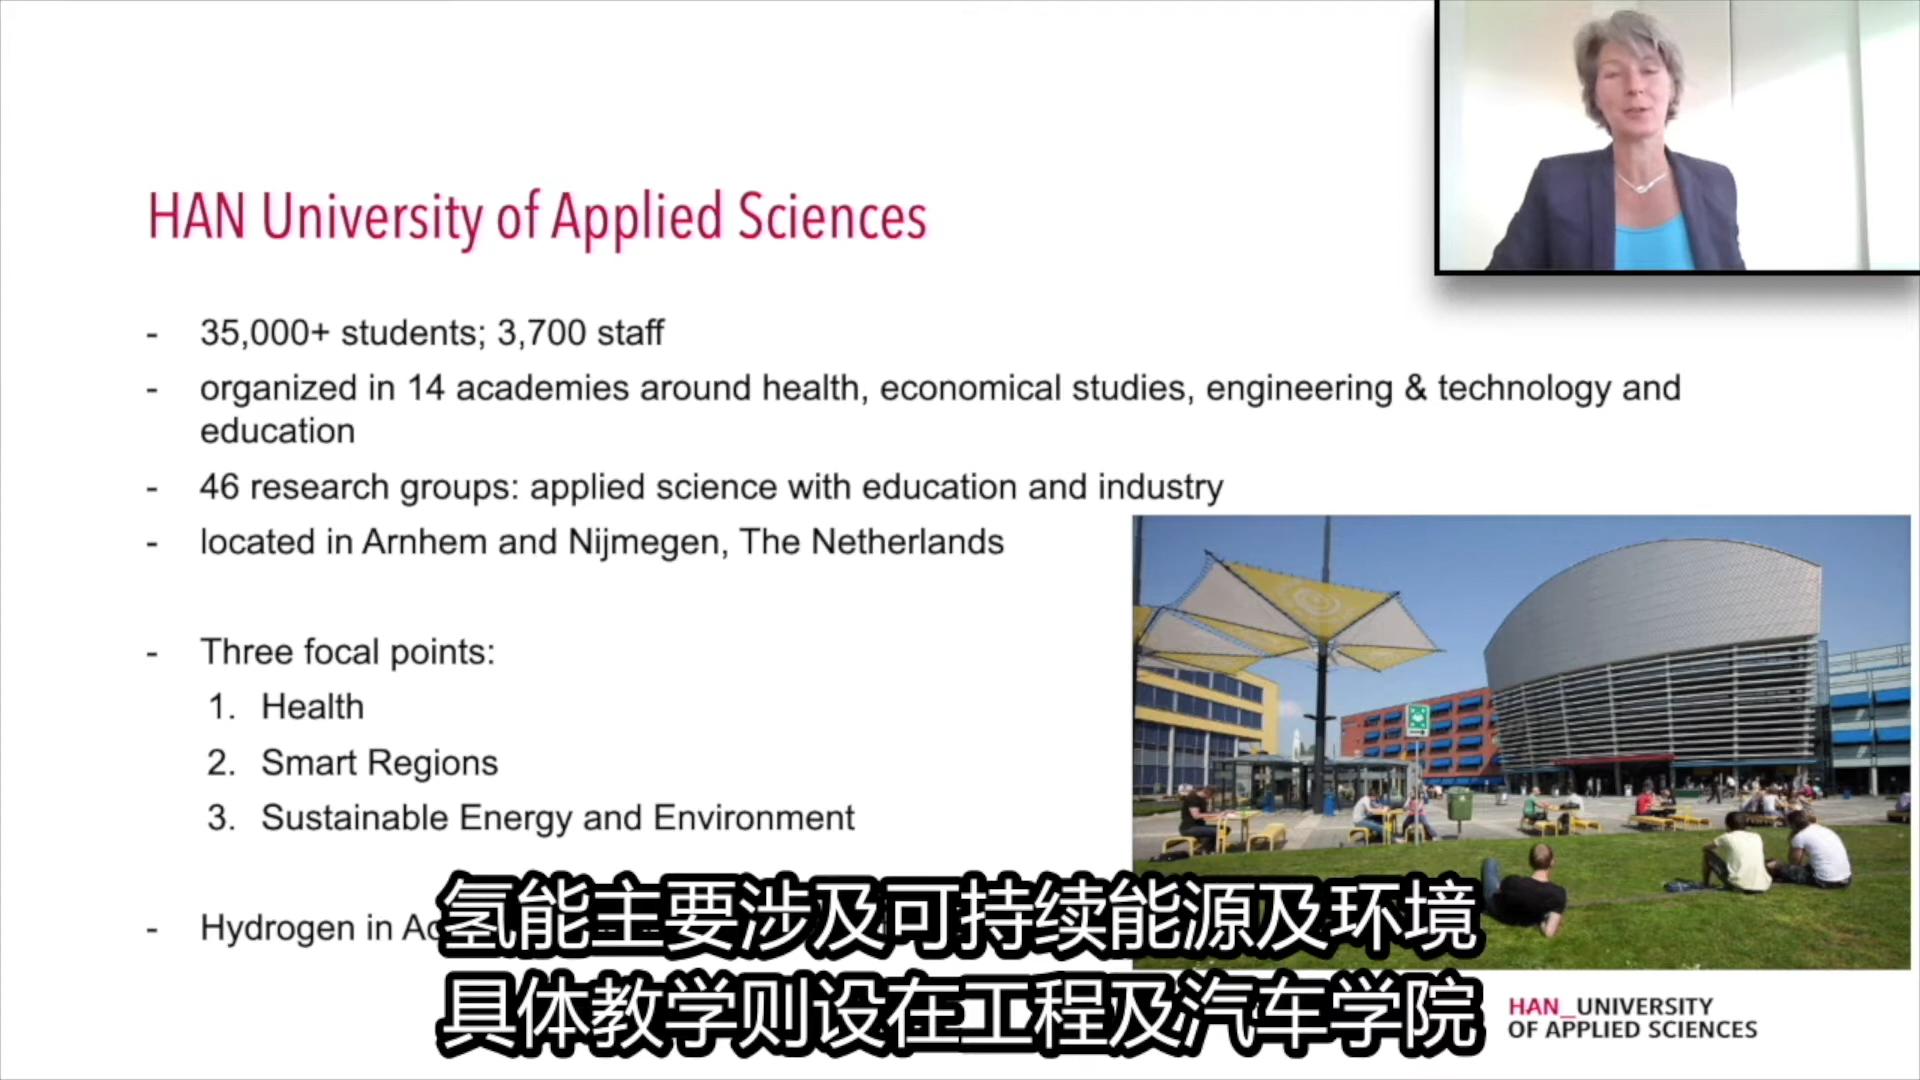 HAN University of Applied Sciences
- 35,000+ students; 3,700 staff
- organized in 14 academies around health, economical studies, engineering & technology and
education
- 46 research groups: applied science with education and industry
- located in Arnhem and Nijmegen, The Netherlands
- Three focal points:
1. Health
2. Smart Regions
3. Sustainable Energy and Environment
- Hydrogen in
氢能主要涉及可持续能源及环境
具体教学则设在工程及汽车学院
HAN_UNIVERSITY
OF APPLIED SCIENCES